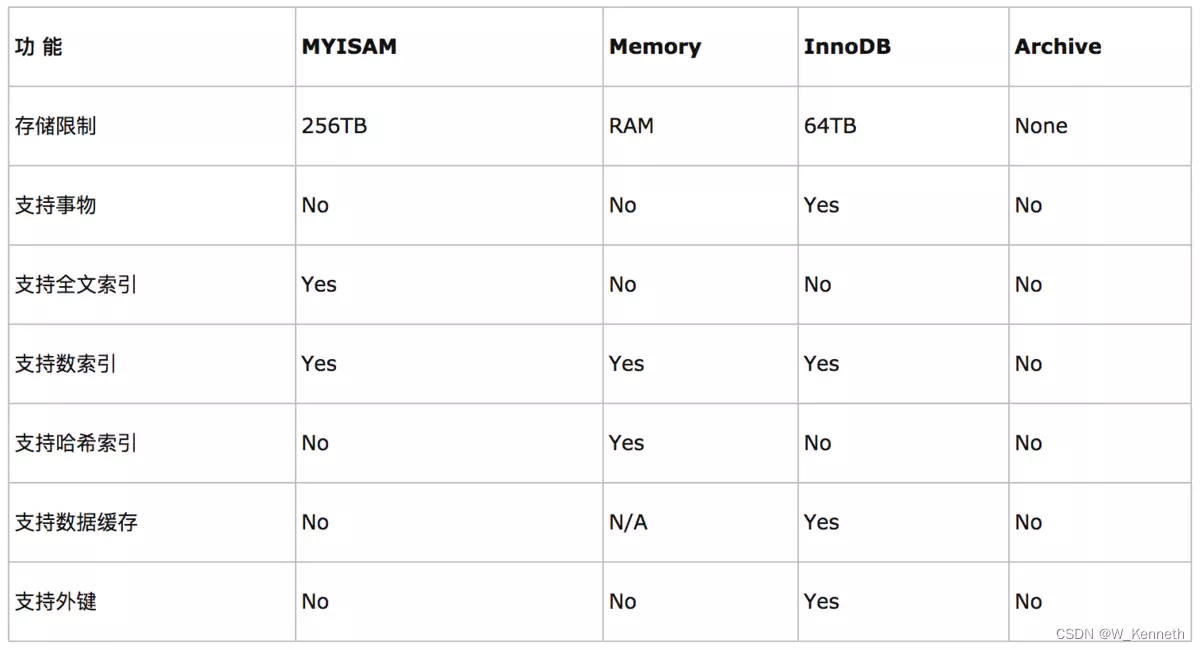 功 能 MYISAM Memory InnoDB Archive
存储限制 256TB RAM 64TB None
支持事物 No No Yes No
支持全文索引 Yes No No No
支持数索引 Yes Yes Yes No
支持哈希索引 No Yes No No
支持数据缓存 No N/A Yes No
支持外键 No No Yes No
CSDN @W_Kenneth